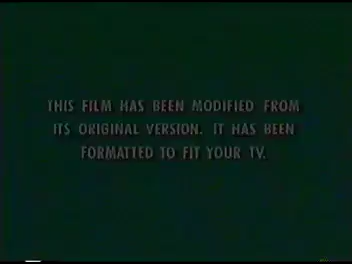 THIS FILM HAS BEEN MODIFIED FROM
ITS ORIGINAL VERSION. IT HAS BEEN
FORMATTED TO FIT YOUR TV.